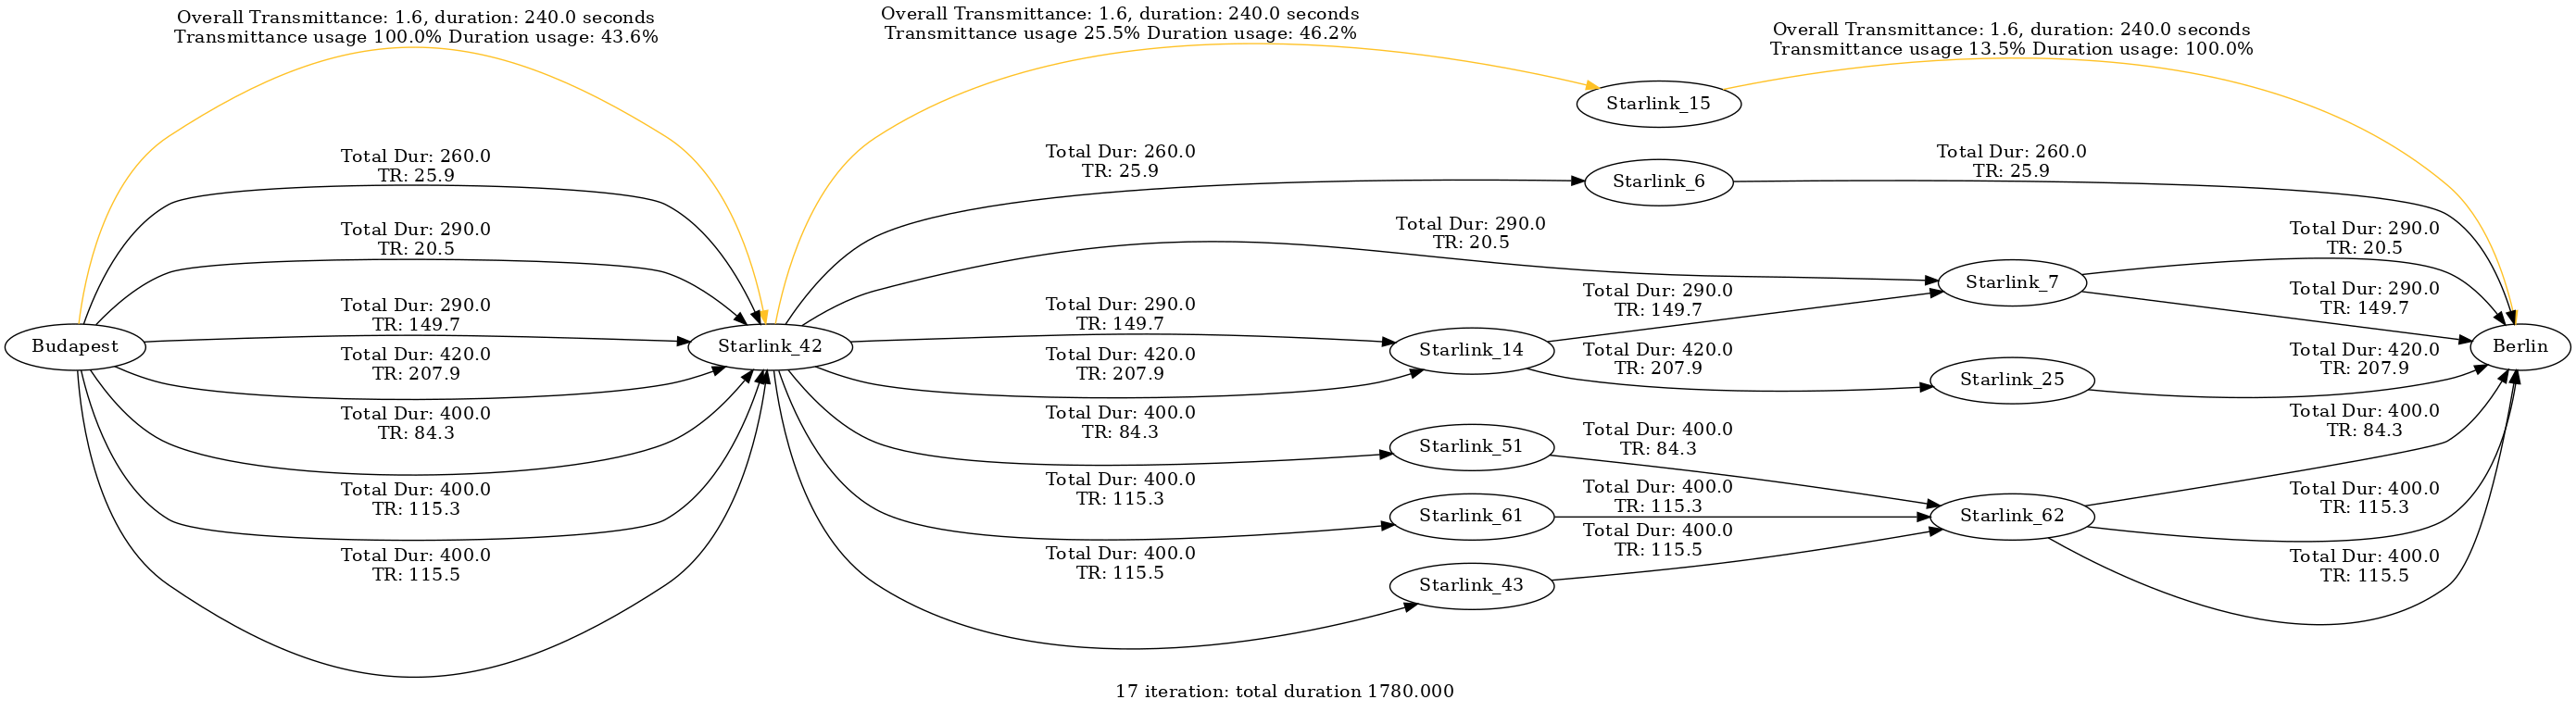 Overall Transmittance: 1.6, duration: 240.0 seconds
Transmittance usage 100.0% Duration usage: 43.6%
Overall Transmittance: 1.6, duration: 240.0 seconds
Transmittance usage 25.5% Duration usage: 46.2%
Overall Transmittance: 1.6, duration: 240.0 seconds
Transmittance usage 13.5% Duration usage: 100.0%
Starlink_15
Total Dur: 260.0
TR: 25.9
Total Dur: 260.0
TR: 25.9
Starlink_6
Total Dur: 260.0
TR: 25.9
Total Dur: 290.0
TR: 20.5
Total Dur: 290.0
TR: 20.5
Starlink_7
Total Dur: 290.0
TR: 20.5
Total Dur: 290.0
TR: 149.7
Total Dur: 290.0
TR: 149.7
Total Dur: 290.0
TR: 149.7
Total Dur: 290.0
TR: 149.7
Budapest
Starlink_42
Starlink_14
Berlin
Total Dur: 420.0
TR: 207.9
Total Dur: 420.0
TR: 207.9
Total Dur: 420.0
TR: 207.9
Starlink_25
Total Dur: 420.0
TR: 207.9
Total Dur: 400.0
TR: 84.3
Total Dur: 400.0
TR: 84.3
Starlink_51
Total Dur: 400.0
TR: 84.3
Total Dur: 400.0
TR: 84.3
Total Dur: 400.0
TR: 115.3
Total Dur: 400.0
TR: 115.3
Starlink_61
Total Dur: 400.0
TR: 115.3
Starlink_62
Total Dur: 400.0
TR: 115.3
Total Dur: 400.0
TR: 115.5
Total Dur: 400.0
TR: 115.5
Starlink_43
Total Dur: 400.0
TR: 115.5
Total Dur: 400.0
TR: 115.5
17 iteration: total duration 1780.000